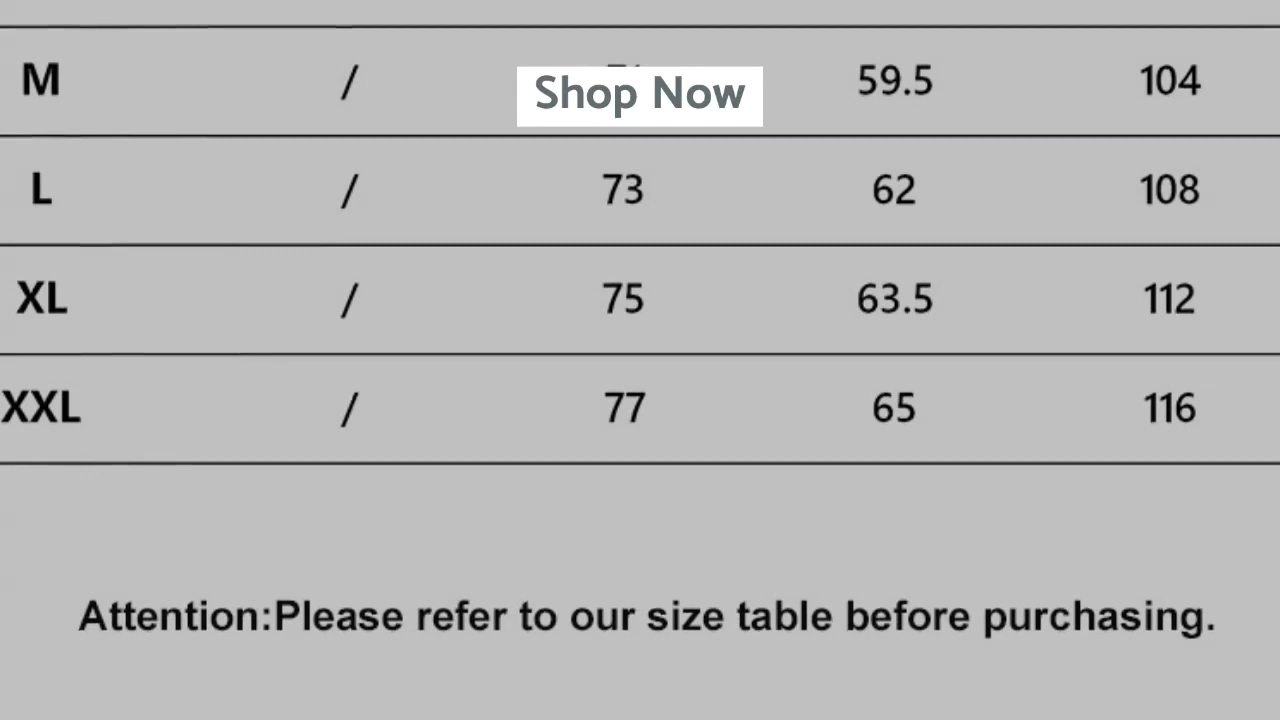 M / 59.5 104
Shop Now
L / 73 62 108
XL / 75 63.5 112
XXL / 77 65 116
Attention:Please refer to our size table before purchasing.